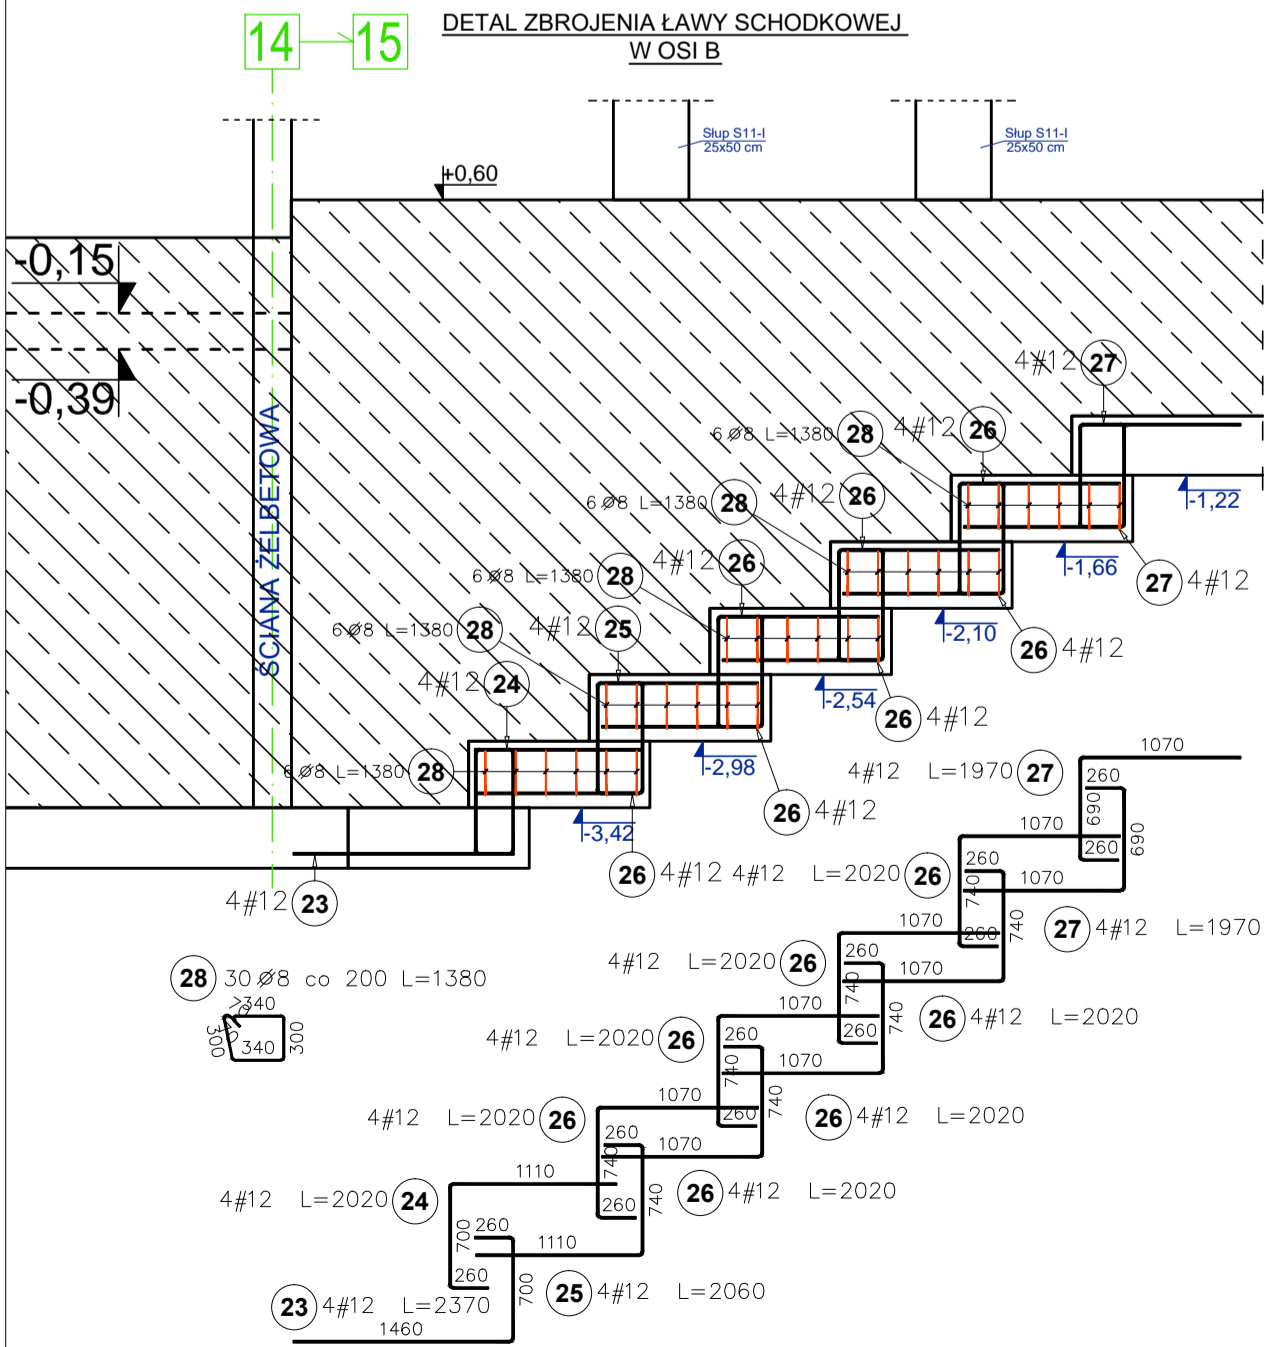 DETAL ZBROJENIA ŁAWY SCHODKOWEJ
W OSI B
14 15
Słup S11-I
25x50 cm
Słup S11-I
25x50 cm
+0,60
-0,15
-0,39
ŚCIANA ŻELBETOWA
4#12 27
6 Ø8 L=1380 28 4#12 26
6 Ø8 L=1380 28 4#12 26
-1,22
6 Ø8 L=1380 28 4#12 26
-1,66
27 4#12
6 Ø8 L=1380 28 4#12 25
-2,10
26 4#12
4#12 24
-2,54
26 4#12
6 Ø8 L=1380 28
-2,98
26 4#12
-3,42
26 4#12
4#12 23
1070
4#12 L=1970 27
260
690
690
260
1070
4#12 L=2020 26
260
1070
740
740
260
27 4#12 L=1970
1070
4#12 L=2020 26
260
1070
740
740
260
26 4#12 L=2020
1070
4#12 L=2020 26
260
1070
740
740
260
26 4#12 L=2020
1070
4#12 L=2020 26
260
1070
740
740
260
26 4#12 L=2020
1110
4#12 L=2020 24
260
1110
700
700
260
25 4#12 L=2060
23 4#12 L=2370
1460
28 30 Ø8 co 200 L=1380
340
300
340
300